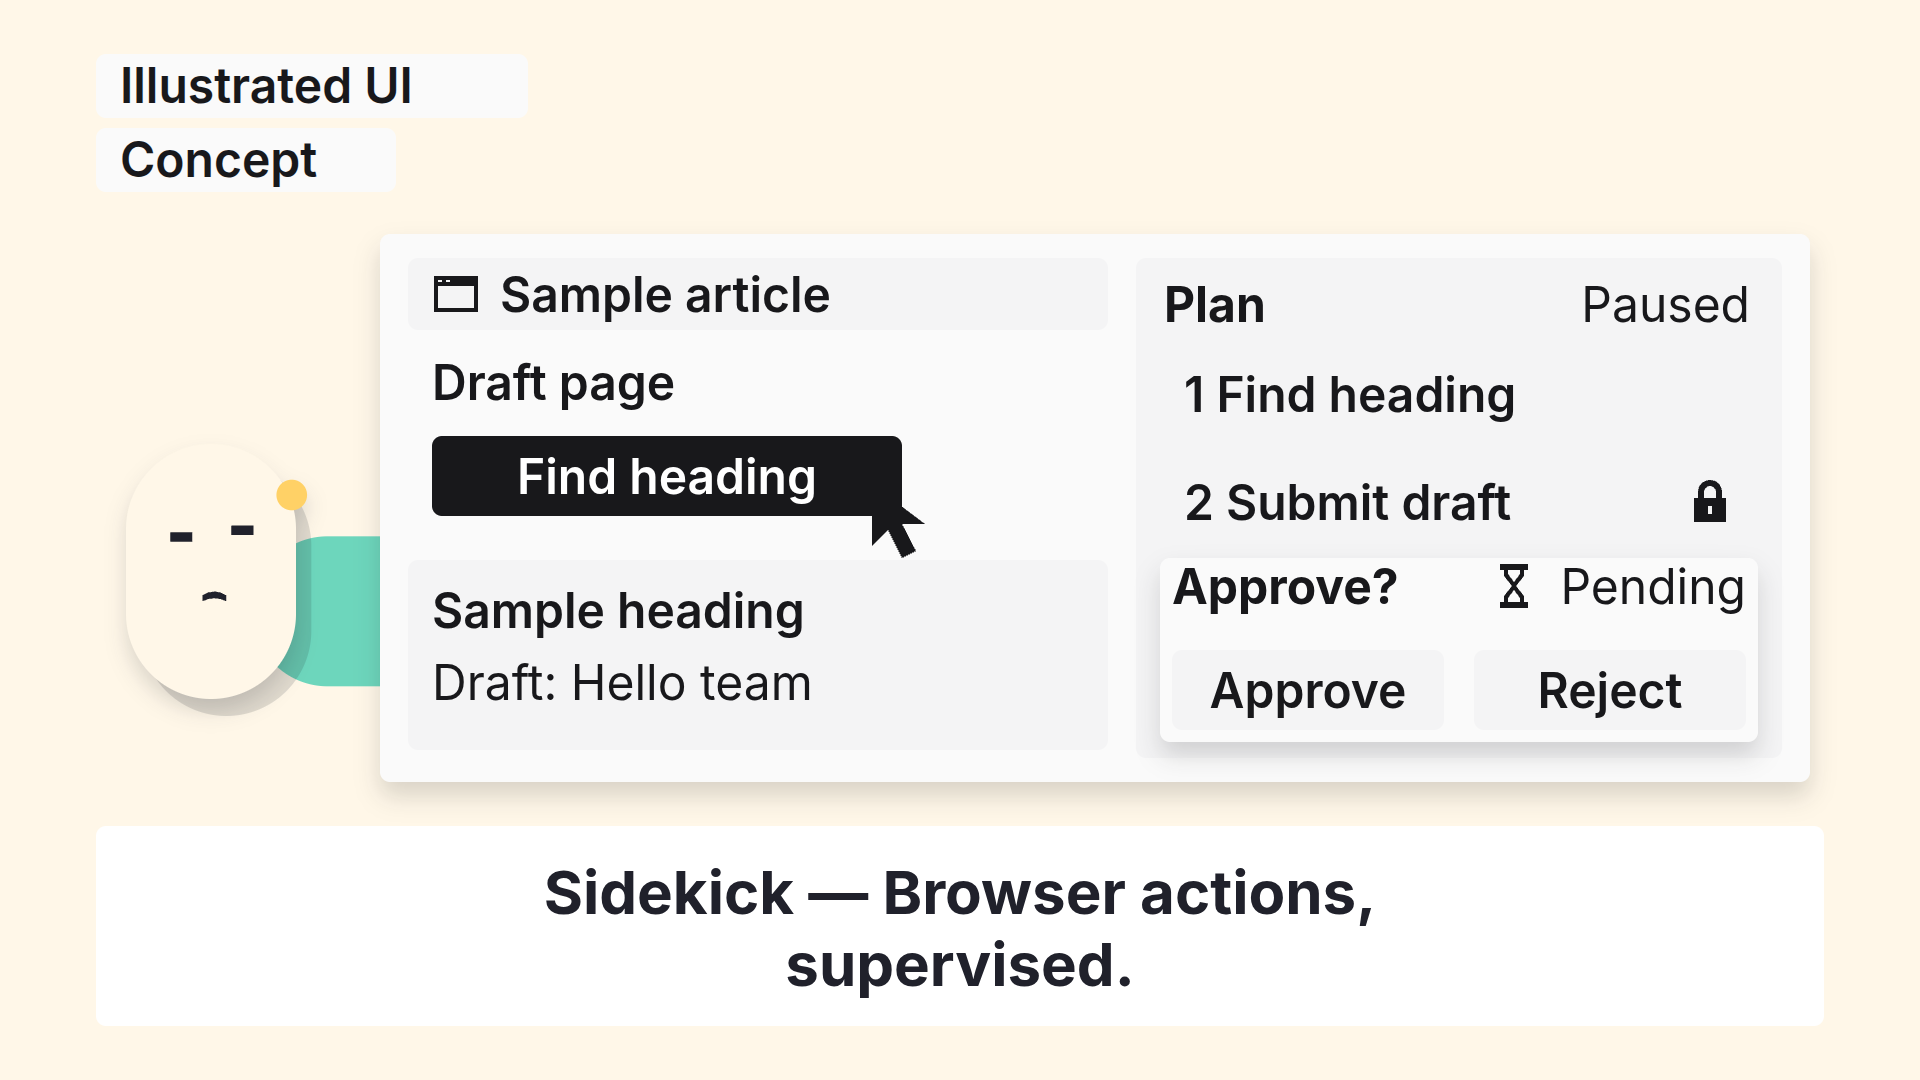 Illustrated UI
Concept
Sample article
Draft page
Find heading
Sample heading
Draft: Hello team
Plan
Paused
1 Find heading
2 Submit draft
Approve?
Pending
Approve
Reject
Sidekick — Browser actions,
supervised.